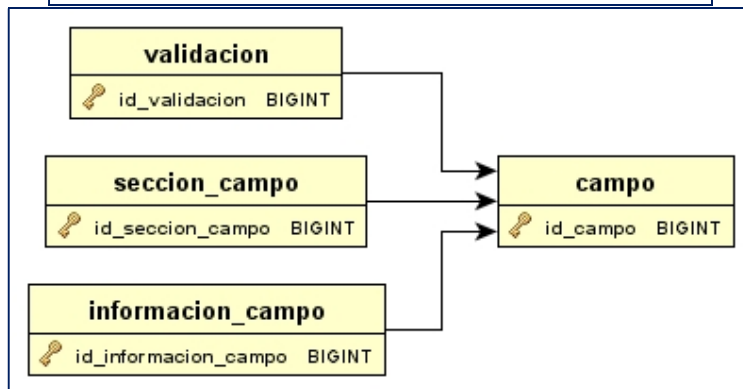 validacion
id_validacion BIGINT
seccion_campo
id_seccion_campo BIGINT
campo
id_campo BIGINT
informacion_campo
id_informacion_campo BIGINT